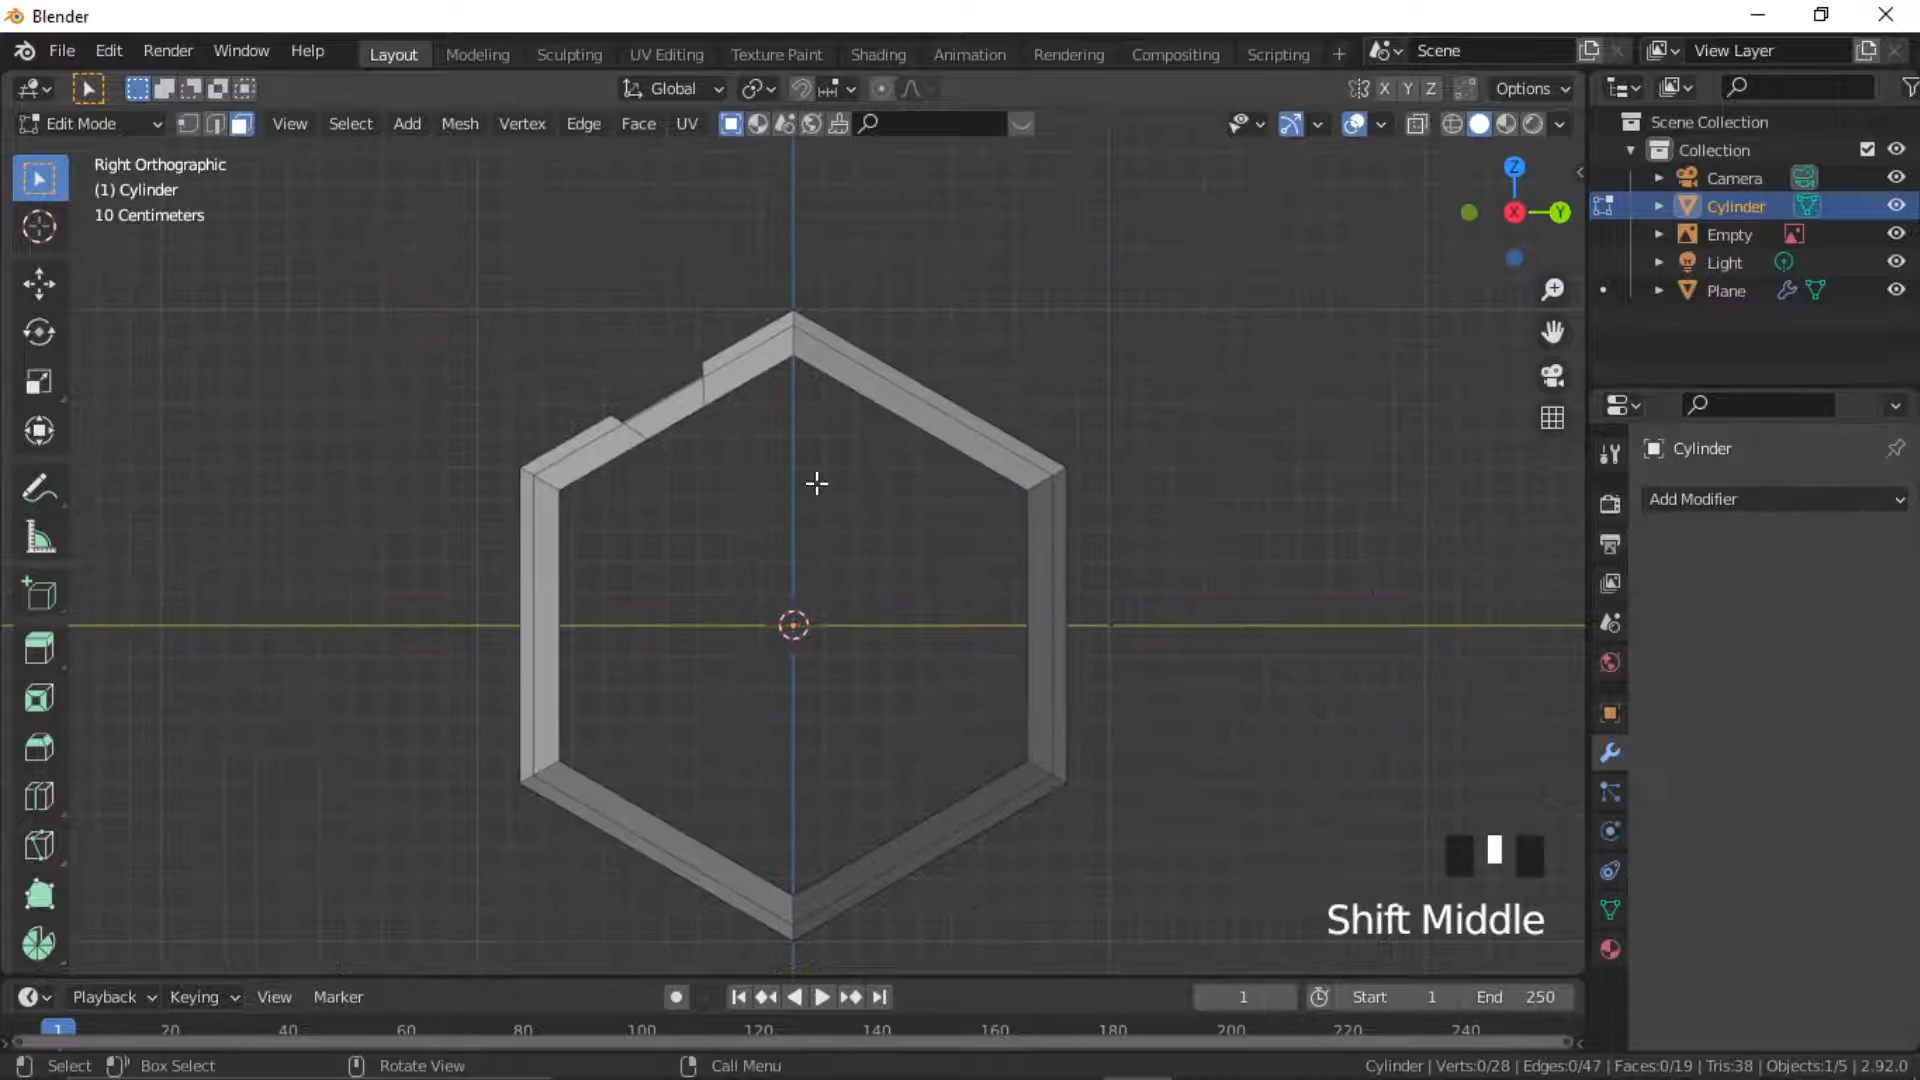 Blender
File Edit Render Window Help Layout Modeling Sculpting UV Editing Texture Paint Shading Animation Rendering Compositing Scripting + Scene View Layer
Global X Y Z Options
Edit Mode View Select Add Mesh Vertex Edge Face UV
Right Orthographic
(1) Cylinder
10 Centimeters
Z
X
Y
Scene Collection
Collection
Camera
Cylinder
Empty
Light
Plane
Cylinder
Add Modifier
Shift Middle
Playback Keying View Marker 1 Start 1 End 250
1 20 40 60 80 100 120 140 160 180 200 220 240
Select Box Select Rotate View Call Menu Cylinder | Verts:0/28 | Edges:0/47 | Faces:0/19 | Tris:38 | Objects:1/5 | 2.92.0